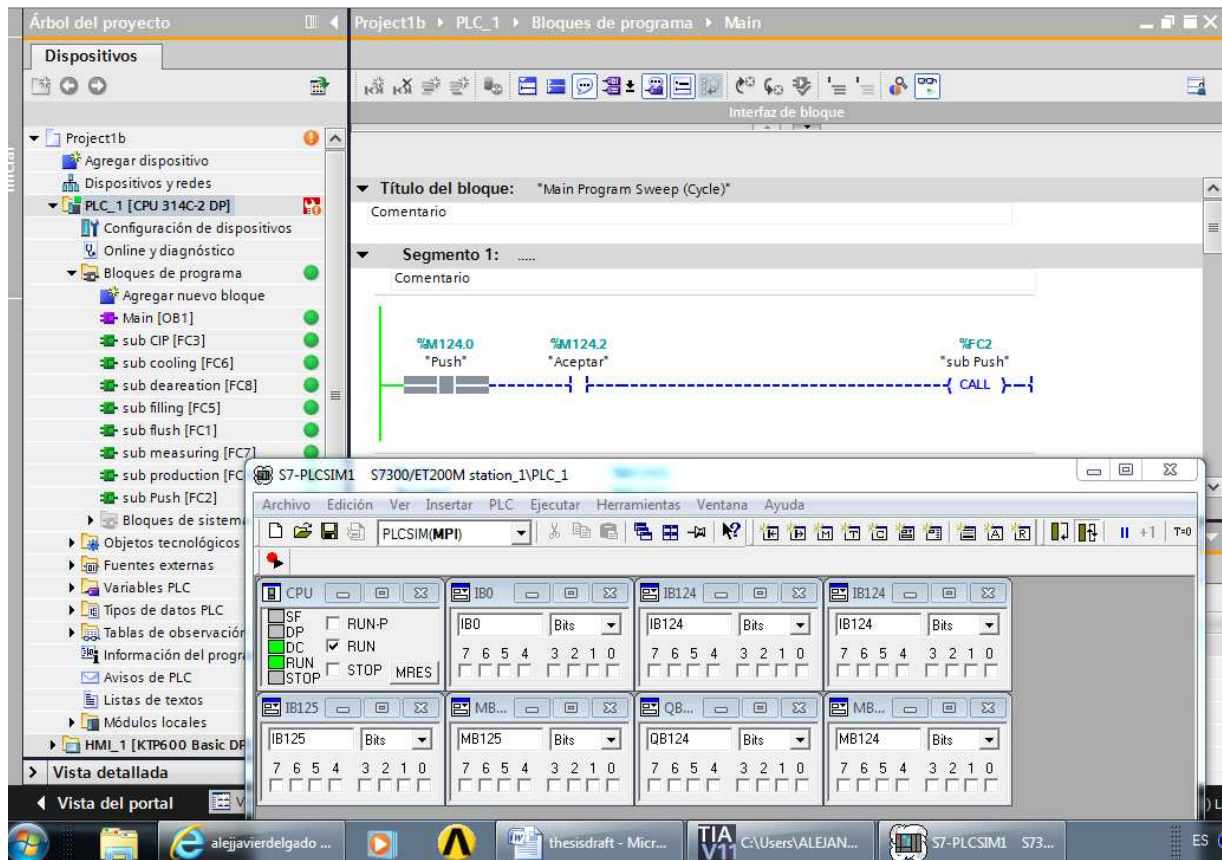 Árbol del proyecto
Project1b ▸ PLC_1 ▸ Bloques de programa ▸ Main
Dispositivos
Interfaz de bloque
Project1b
Agregar dispositivo
Dispositivos y redes
PLC_1 [CPU 314C-2 DP]
Configuración de dispositivos
Online y diagnóstico
Bloques de programa
Agregar nuevo bloque
Main [OB1]
sub CIP [FC3]
sub cooling [FC6]
sub deareation [FC8]
sub filling [FC5]
sub flush [FC1]
sub measuring [FC7]
sub production [FC
sub Push [FC2]
Bloques de sistem
Objetos tecnológicos
Fuentes externas
Variables PLC
Tipos de datos PLC
Tablas de observación
Información del progra
Avisos de PLC
Listas de textos
Módulos locales
HMI_1 [KTP600 Basic DP
Vista detallada
Vista del portal
Título del bloque: "Main Program Sweep (Cycle)"
Comentario
Segmento 1: .....
Comentario
%M124.0 %M124.2 %FC2
"Push" "Aceptar" "sub Push"
CALL
S7-PLCSIM1 S7300/ET200M station_1\PLC_1
Archivo Edición Ver Insertar PLC Ejecutar Herramientas Ventana Ayuda
PLCSIM(MPI)
+1 T=0
CPU IB0 IB124 IB124
SF
DP
DC
RUN
STOP
RUN-P
RUN
STOP MRES
IB0 Bits
7 6 5 4 3 2 1 0
IB124 Bits
7 6 5 4 3 2 1 0
IB124 Bits
7 6 5 4 3 2 1 0
IB125 MB... QB... MB...
IB125 Bits
7 6 5 4 3 2 1 0
MB125 Bits
7 6 5 4 3 2 1 0
QB124 Bits
7 6 5 4 3 2 1 0
MB124 Bits
7 6 5 4 3 2 1 0
alejjavierdelgado ...
thesisdraft - Micr...
TIA V11 C:\Users\ALEJAN...
S7-PLCSIM1 S73...
ES